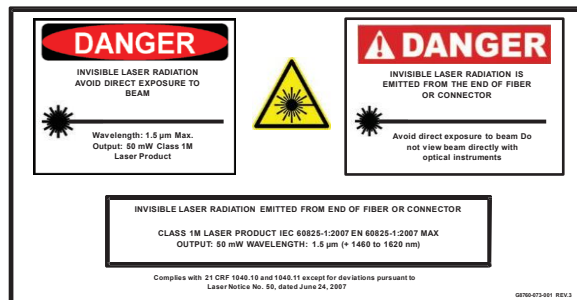 DANGER
INVISIBLE LASER RADIATION
AVOID DIRECT EXPOSURE TO
BEAM
Wavelength: 1.5 µm Max.
Output: 50 mW Class 1M
Laser Product
DANGER
INVISIBLE LASER RADIATION IS
EMITTED FROM THE END OF FIBER
OR CONNECTOR
Avoid direct exposure to beam Do
not view beam directly with
optical instruments
INVISIBLE LASER RADIATION EMITTED FROM END OF FIBER OR CONNECTOR
CLASS 1M LASER PRODUCT IEC 60825-1:2007 EN 60825-1:2007 MAX
OUTPUT: 50 mW WAVELENGTH: 1.5 µm (+ 1460 to 1620 nm)
Complies with 21 CRF 1040.10 and 1040.11 except for deviations pursuant to
Laser Notice No. 50, dated June 24, 2007
G8760-073-001 REV.3